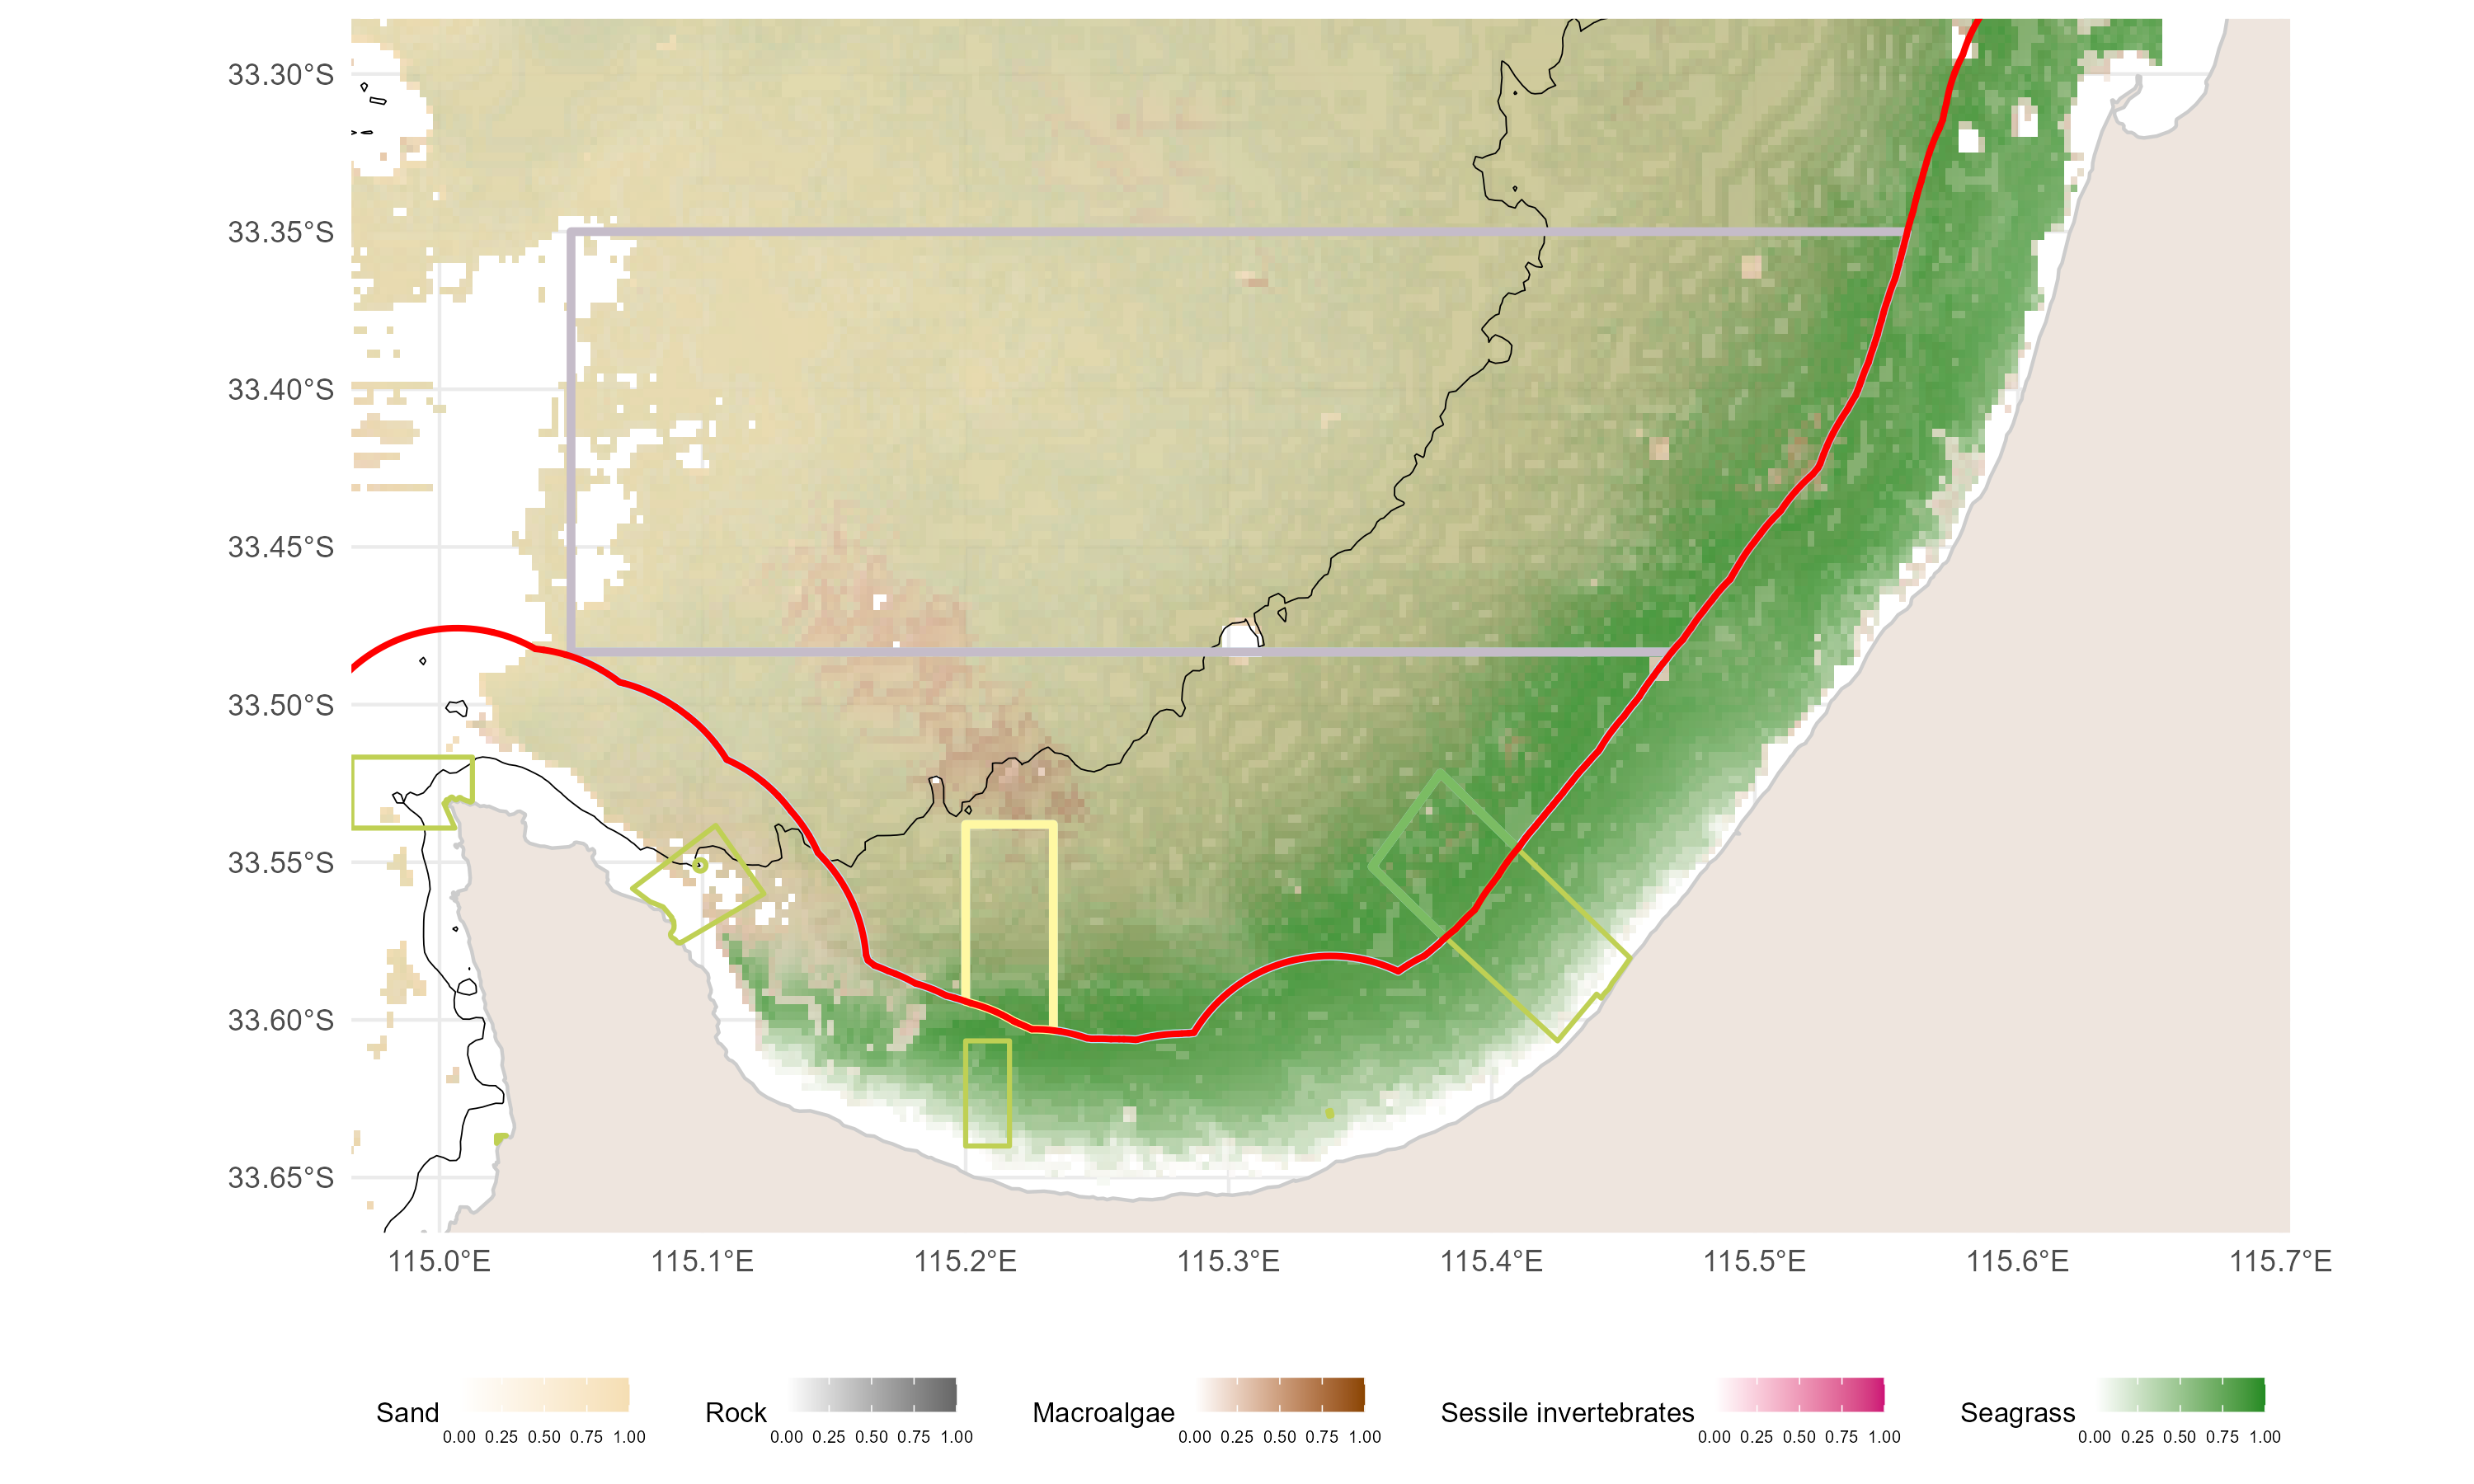 33.30°S
33.35°S
33.40°S
33.45°S
33.50°S
33.55°S
33.60°S
33.65°S
115.0°E 115.1°E 115.2°E 115.3°E 115.4°E 115.5°E 115.6°E 115.7°E
Sand Rock Macroalgae Sessile invertebrates Seagrass
0.00 0.25 0.50 0.75 1.00 0.00 0.25 0.50 0.75 1.00 0.00 0.25 0.50 0.75 1.00 0.00 0.25 0.50 0.75 1.00 0.00 0.25 0.50 0.75 1.00